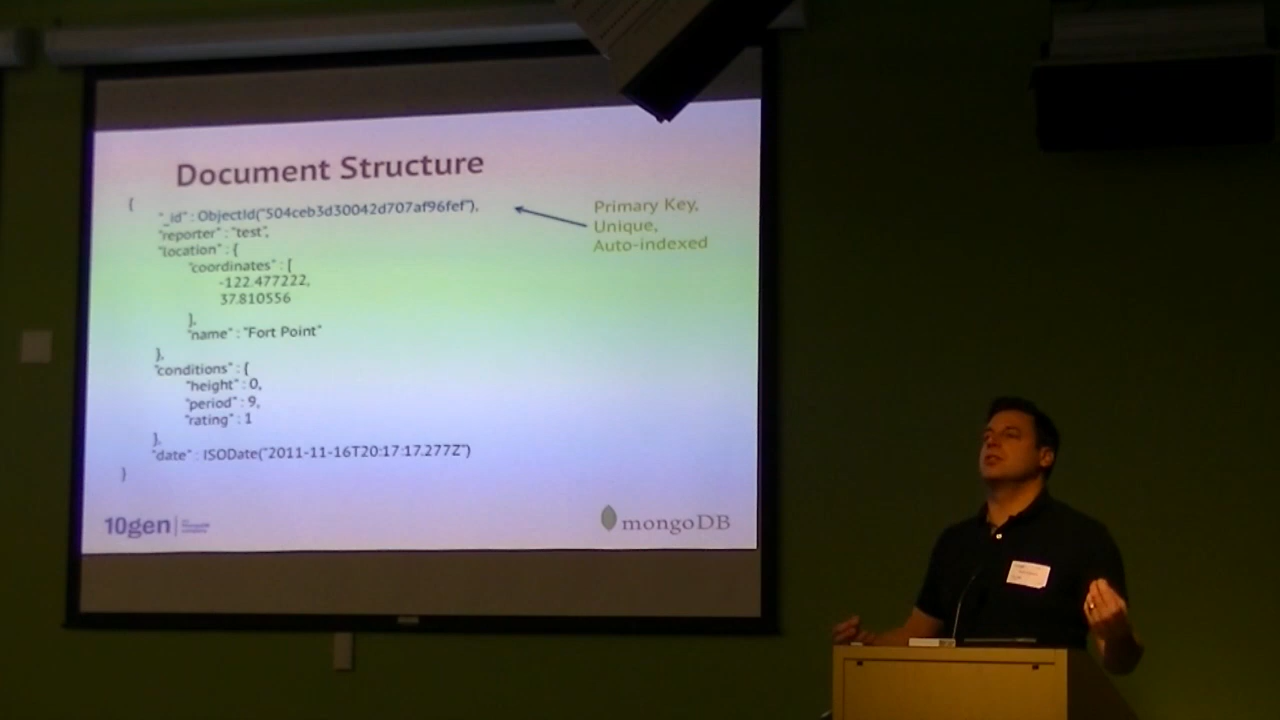 Document Structure
{
"_id" : ObjectId("504ceb3d30042d707af96fef"),
"reporter" : "test",
"location" : {
"coordinates" : [
-122.477222,
37.810556
],
"name" : "Fort Point"
},
"conditions" : {
"height" : 0,
"period" : 9,
"rating" : 1
},
"date" : ISODate("2011-11-16T20:17:17.277Z")
}
Primary Key,
Unique,
Auto-indexed
10gen
mongoDB